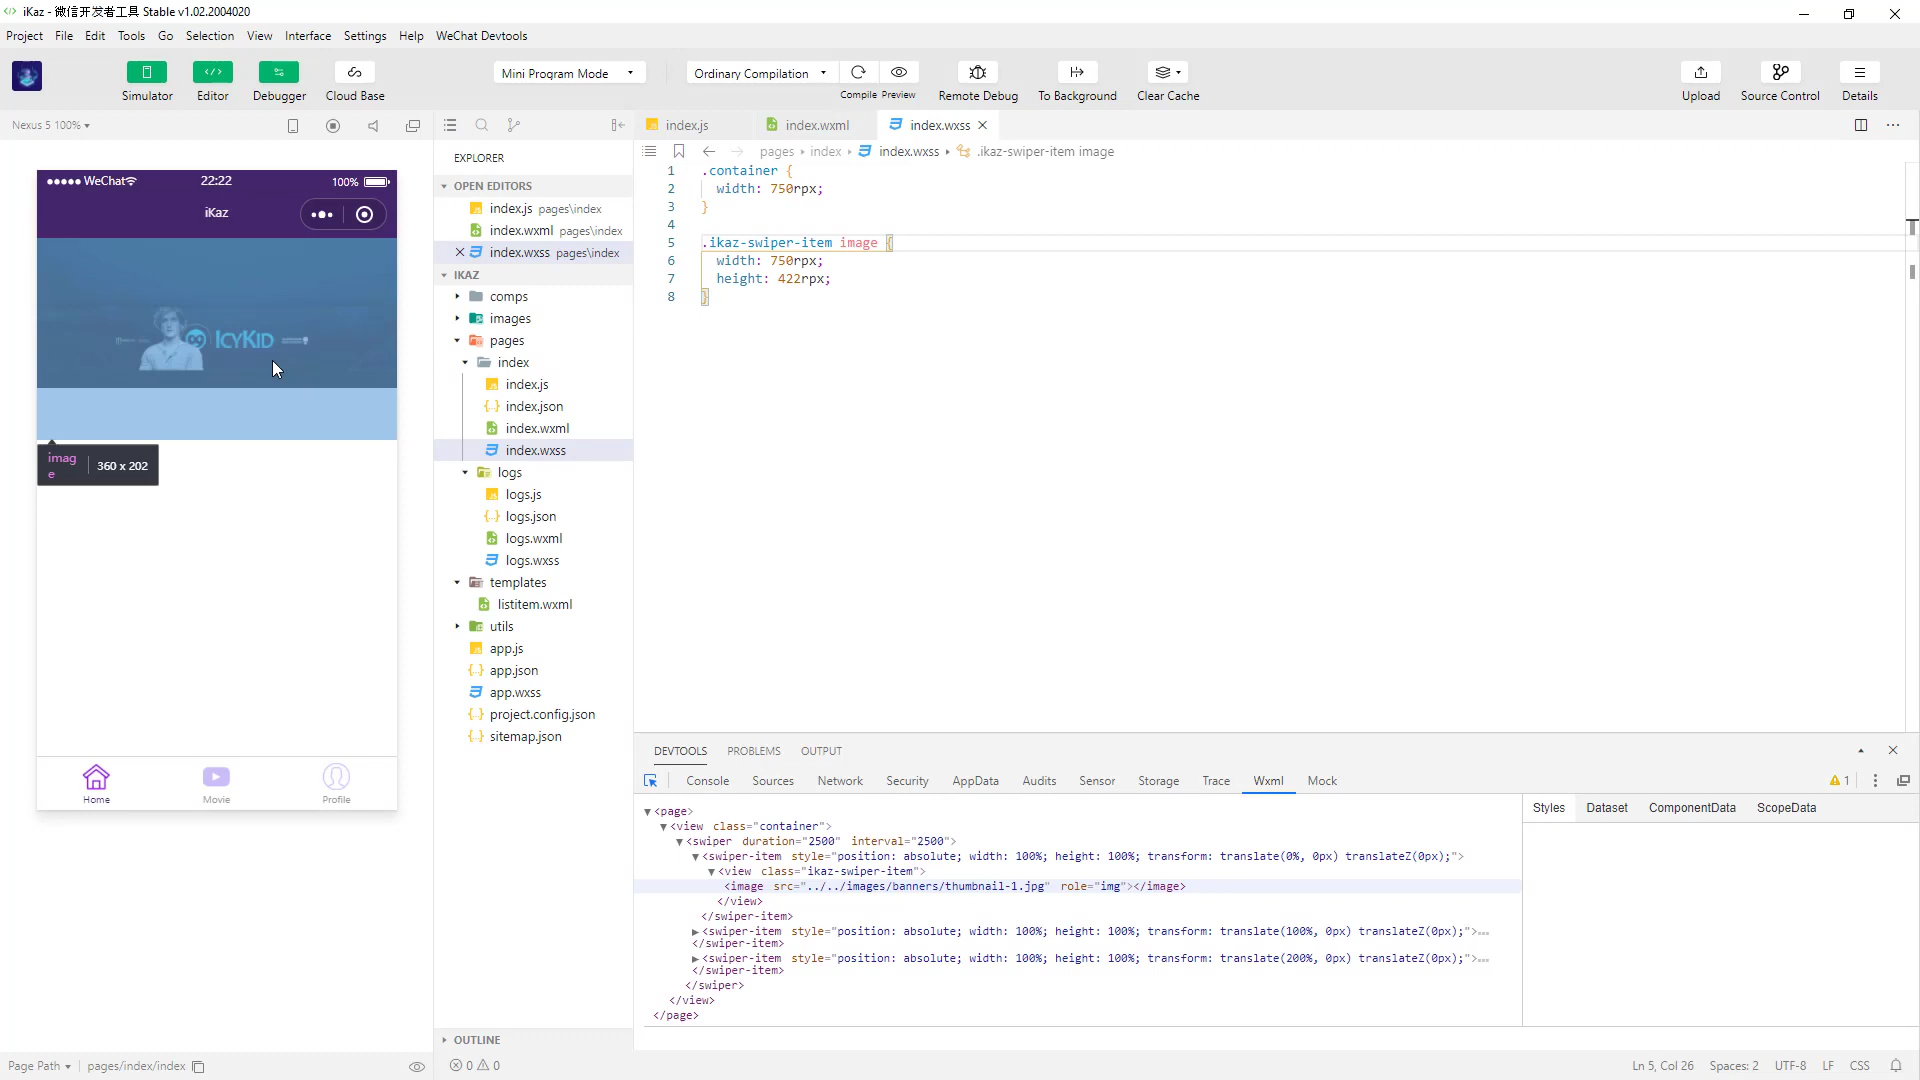 iKaz - 微信开发者工具 Stable v1.02.2004020
Project File Edit Tools Go Selection View Interface Settings Help WeChat Devtools
Mini Program Mode
Ordinary Compilation
Simulator Editor Debugger Cloud Base
Compile Preview Remote Debug To Background Clear Cache
Upload Source Control Details
Nexus 5 100%
WeChat 22:22 100%
iKaz
ICYKID
image 360 x 202
Home Movie Profile
Page Path pages/index/index
EXPLORER
OPEN EDITORS
index.js pages\index
index.wxml pages\index
index.wxss pages\index
IKAZ
comps
images
pages
index
index.js
index.json
index.wxml
index.wxss
logs
logs.js
logs.json
logs.wxml
logs.wxss
templates
listitem.wxml
utils
app.js
app.json
app.wxss
project.config.json
sitemap.json
OUTLINE
0 0
index.js index.wxml index.wxss
pages index index.wxss .ikaz-swiper-item image
1 .container {
2 width: 750rpx;
3 }
4
5 .ikaz-swiper-item image {
6 width: 750rpx;
7 height: 422rpx;
8 }
DEVTOOLS PROBLEMS OUTPUT
Console Sources Network Security AppData Audits Sensor Storage Trace Wxml Mock 1
<page>
<view class="container">
<swiper duration="2500" interval="2500">
<swiper-item style="position: absolute; width: 100%; height: 100%; transform: translate(0%, 0px) translateZ(0px);">
<view class="ikaz-swiper-item">
<image src="../../images/banners/thumbnail-1.jpg" role="img"></image>
</view>
</swiper-item>
<swiper-item style="position: absolute; width: 100%; height: 100%; transform: translate(100%, 0px) translateZ(0px);">…
</swiper-item>
<swiper-item style="position: absolute; width: 100%; height: 100%; transform: translate(200%, 0px) translateZ(0px);">…
</swiper-item>
</swiper>
</view>
</page>
Styles Dataset ComponentData ScopeData
Ln 5, Col 26 Spaces: 2 UTF-8 LF CSS